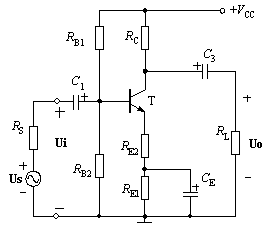 +VCC
RB1
RC
C3
+
C1
+
T
+
+
RS
Ui
RE2
RL
Uo
+
Us
RB2
−
RE1
+
CE
−
−